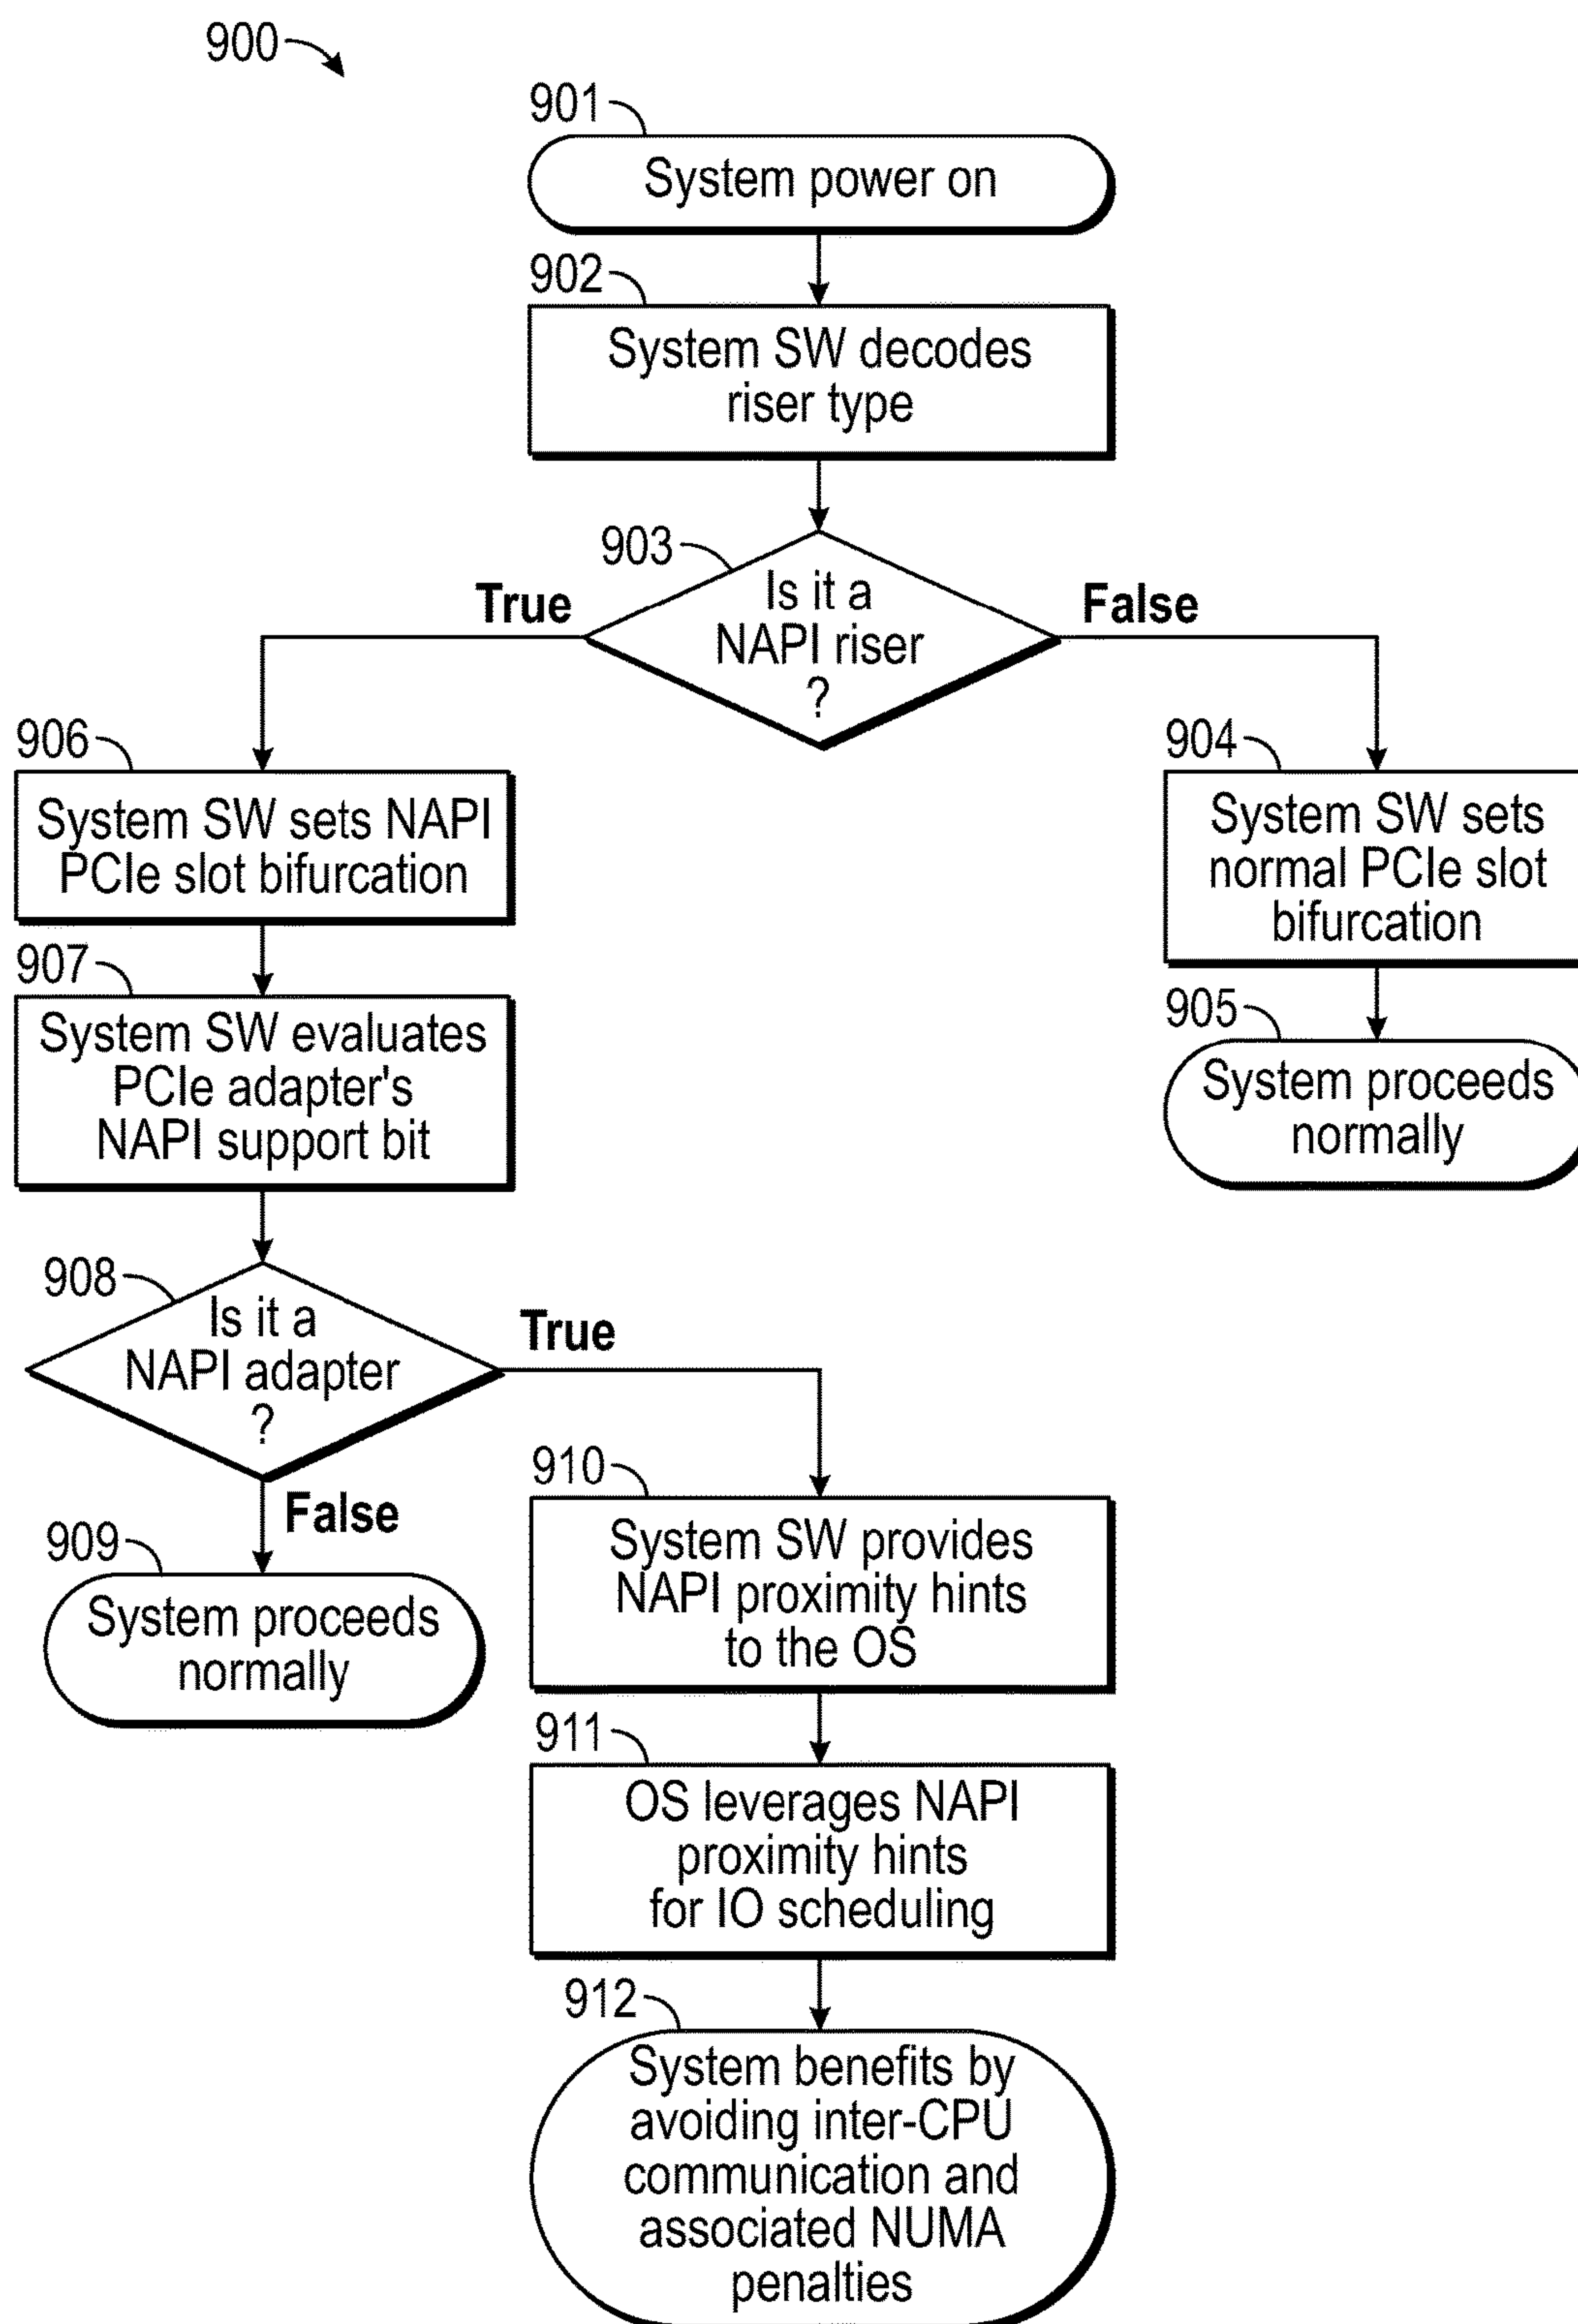 900
901
System power on
902
System SW decodes
riser type
903
Is it a
NAPI riser
?
True
False
906
System SW sets NAPI
PCIe slot bifurcation
904
System SW sets
normal PCIe slot
bifurcation
907
System SW evaluates
PCIe adapter's
NAPI support bit
905
System proceeds
normally
908
Is it a
NAPI adapter
?
True
False
909
System proceeds
normally
910
System SW provides
NAPI proximity hints
to the OS
911
OS leverages NAPI
proximity hints
for IO scheduling
912
System benefits by
avoiding inter-CPU
communication and
associated NUMA
penalties